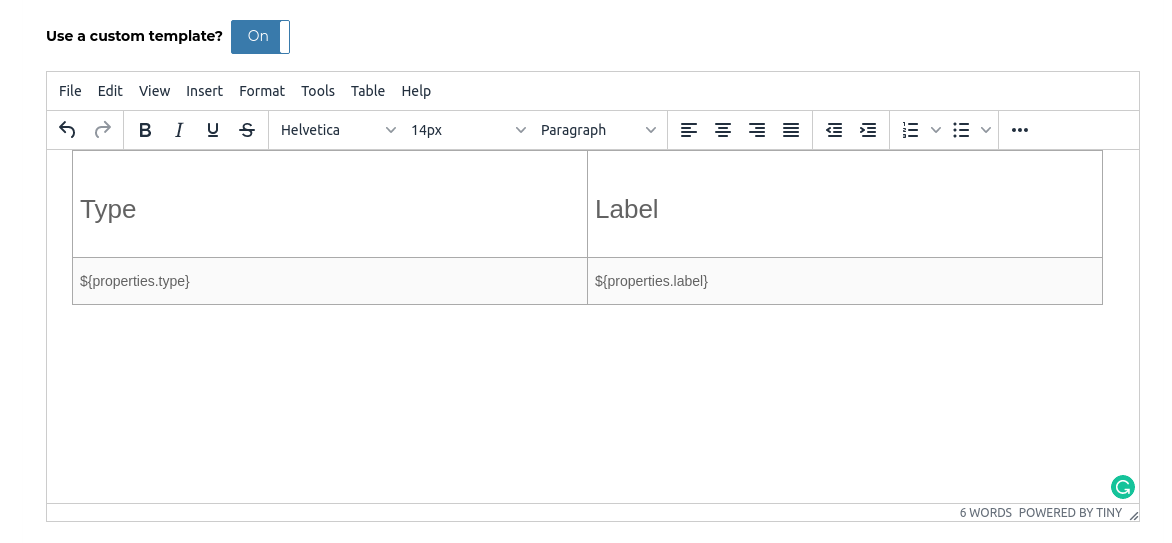 Use a custom template? On
File Edit View Insert Format Tools Table Help
B I U S Helvetica 14px Paragraph
Type Label
${properties.type} ${properties.label}
6 WORDS POWERED BY TINY